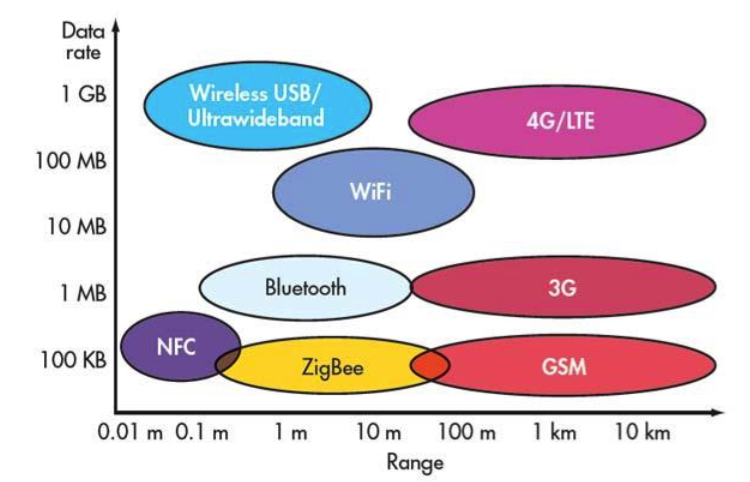 Data
rate
1 GB
100 MB
10 MB
1 MB
100 KB
Wireless USB/
Ultrawideband
4G/LTE
WiFi
Bluetooth
3G
NFC
ZigBee
GSM
0.01 m 0.1 m 1 m 10 m 100 m 1 km 10 km
Range